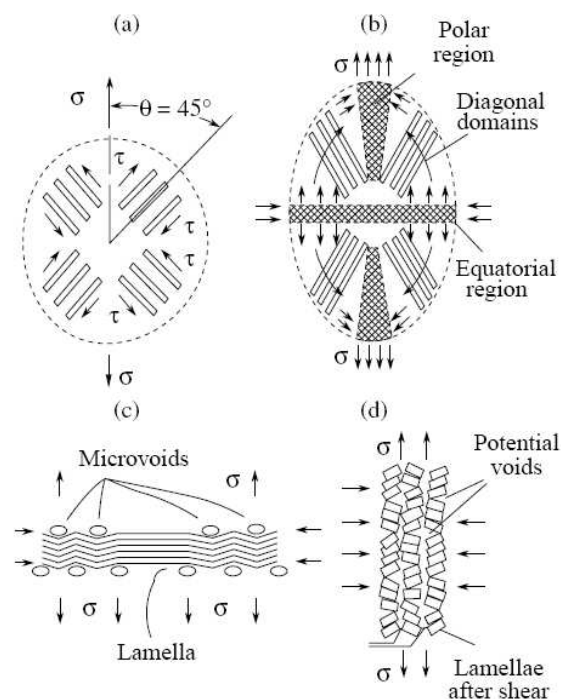 (a)
σ
θ = 45°
τ
τ
τ
τ
τ
σ
(b)
Polar
region
σ
Diagonal
domains
Equatorial
region
σ
(c)
Microvoids
σ
σ
σ
Lamella
(d)
σ
Potential
voids
σ
Lamellae
after shear